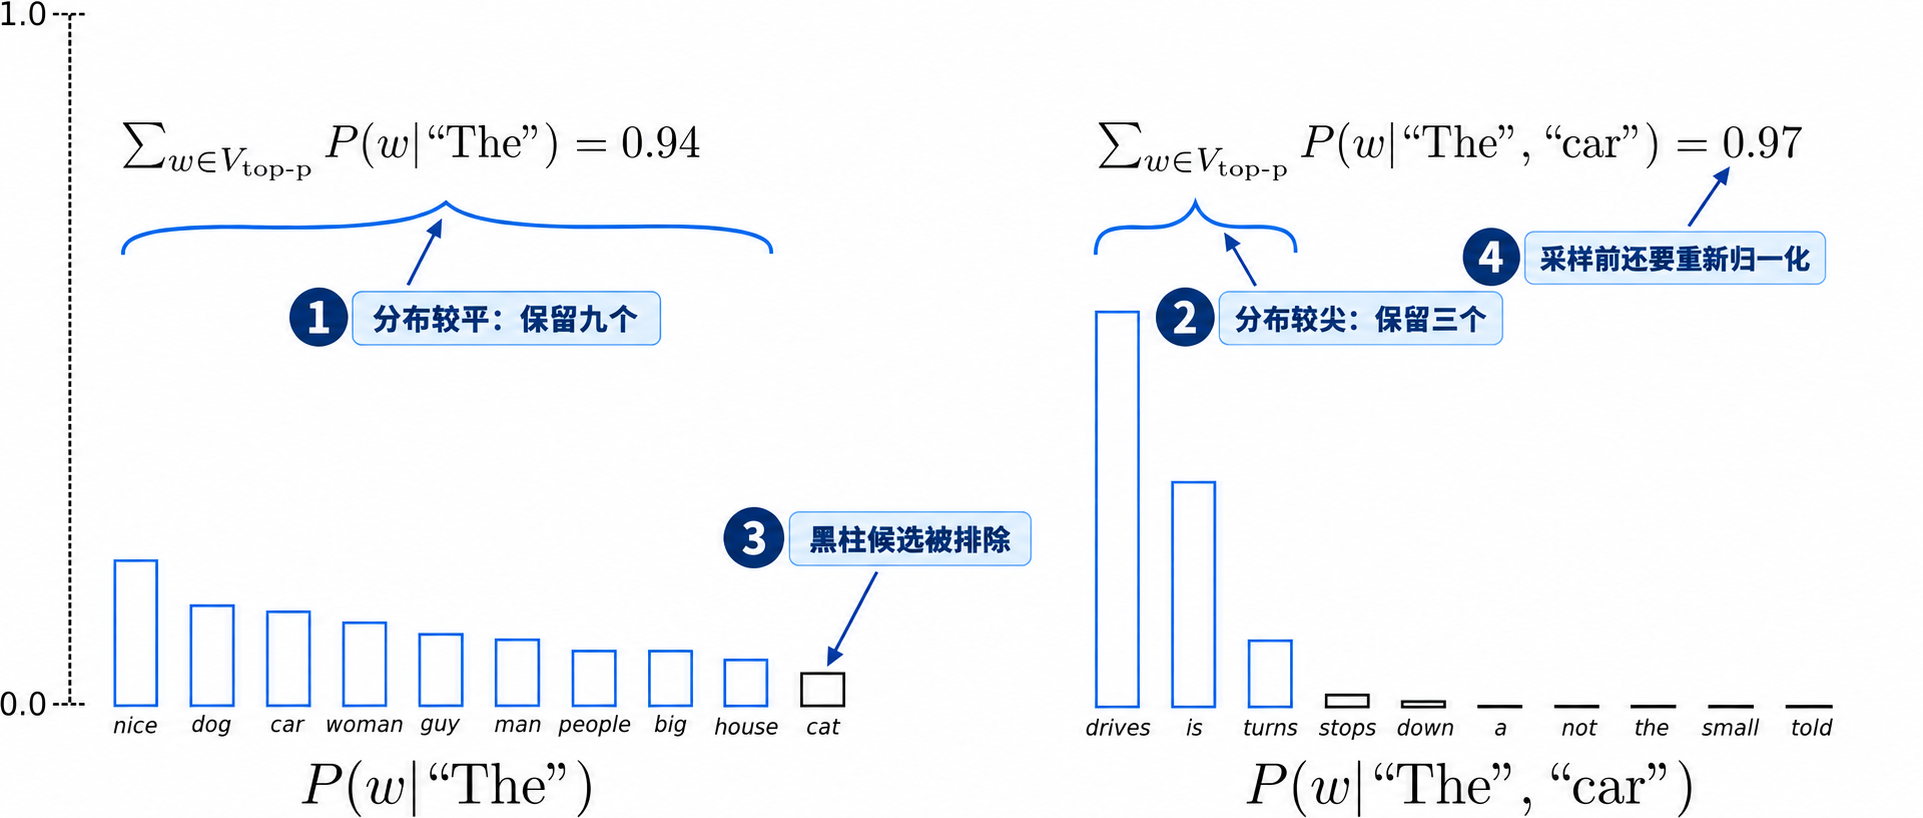 1.0
∑w∈Vtop-p P(w|“The”) = 0.94
1 分布较平：保留九个
3 黑柱候选被排除
0.0
nice dog car woman guy man people big house cat
P(w|“The”)
∑w∈Vtop-p P(w|“The”, “car”) = 0.97
4 采样前还要重新归一化
2 分布较尖：保留三个
drives is turns stops down a not the small told
P(w|“The”, “car”)